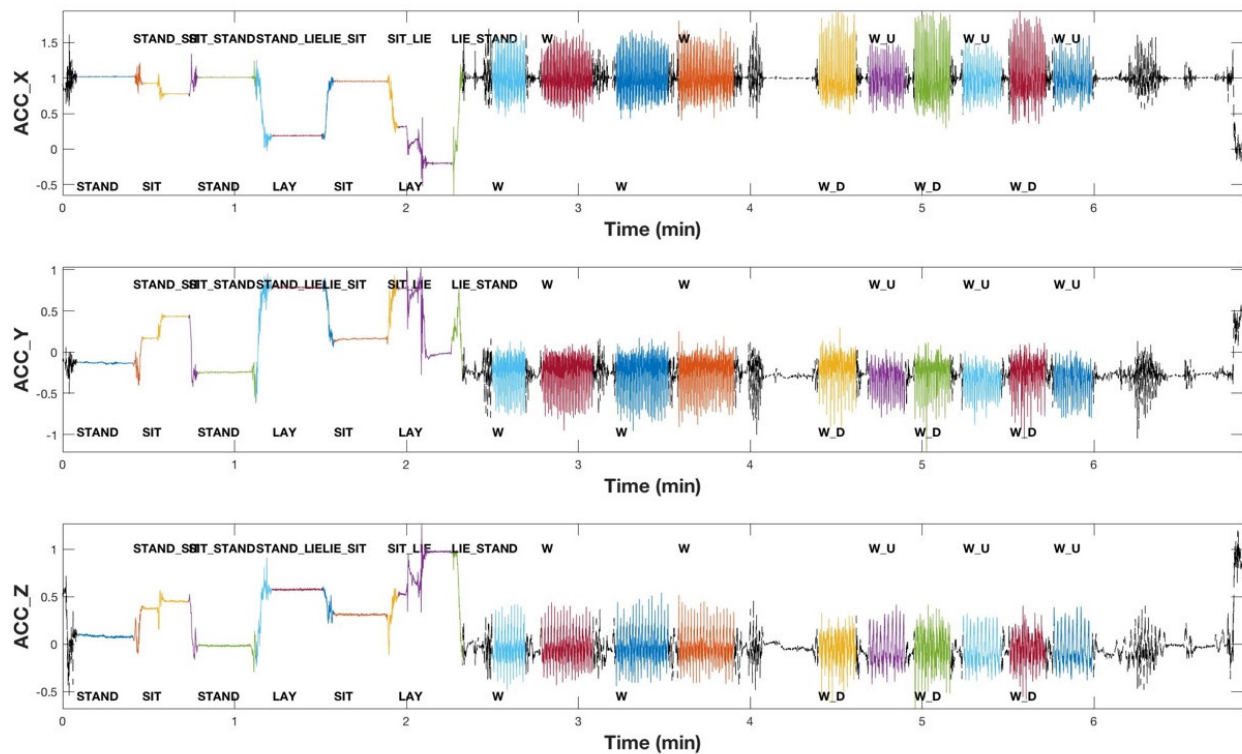 ACC_X
1.5
1
0.5
0
-0.5
STAND_SIT SIT_STAND STAND_LIE LIE_SIT SIT_LIE LIE_STAND W W W_U W_U W_U
STAND SIT STAND LAY SIT LAY W W W_D W_D W_D
0 1 2 3 4 5 6
Time (min)
ACC_Y
1
0.5
0
-0.5
-1
STAND_SIT SIT_STAND STAND_LIE LIE_SIT SIT_LIE LIE_STAND W W W_U W_U W_U
STAND SIT STAND LAY SIT LAY W W W_D W_D W_D
0 1 2 3 4 5 6
Time (min)
ACC_Z
1
0.5
0
-0.5
STAND_SIT SIT_STAND STAND_LIE LIE_SIT SIT_LIE LIE_STAND W W W_U W_U W_U
STAND SIT STAND LAY SIT LAY W W W_D W_D W_D
0 1 2 3 4 5 6
Time (min)